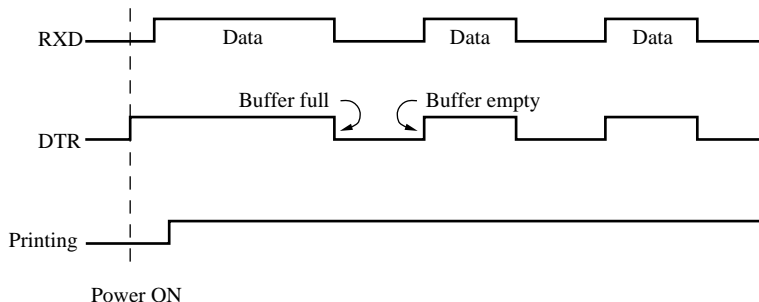 RXD
Data
Data
Data
Buffer full
Buffer empty
DTR
Printing
Power ON